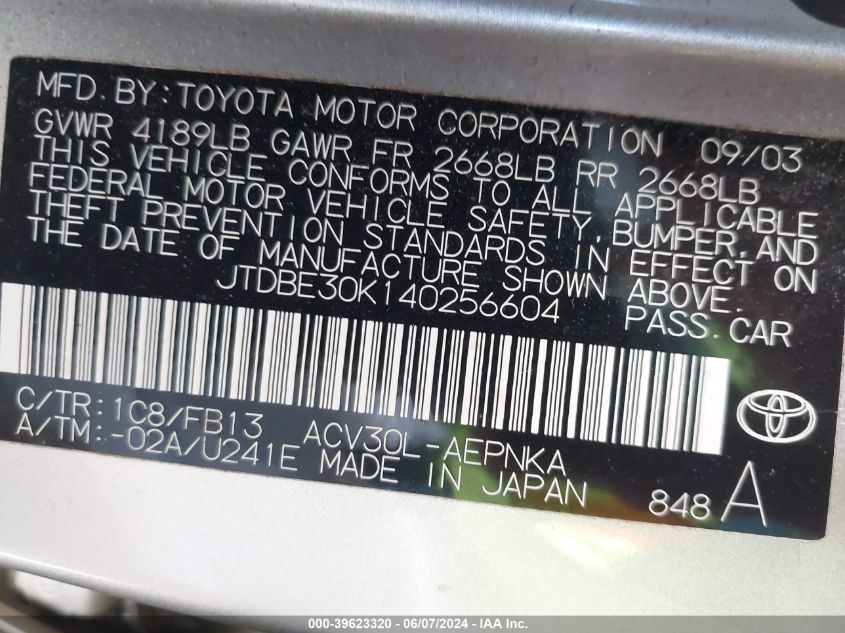 MFD. BY: TOYOTA MOTOR CORPORATION 09/03
GVWR 4189LB GAWR FR 2668LB RR 2668LB
THIS VEHICLE CONFORMS TO ALL APPLICABLE
FEDERAL MOTOR VEHICLE SAFETY, BUMPER, AND
THEFT PREVENTION STANDARDS IN EFFECT ON
THE DATE OF MANUFACTURE SHOWN ABOVE.
JTDBE30K140256604 PASS. CAR
C/TR: 1C8/FB13 ACV30L-AEPNKA
A/TM: -02A/U241E MADE IN JAPAN 848 A
000-39623320 / 06/07/2024 - IAA Inc.